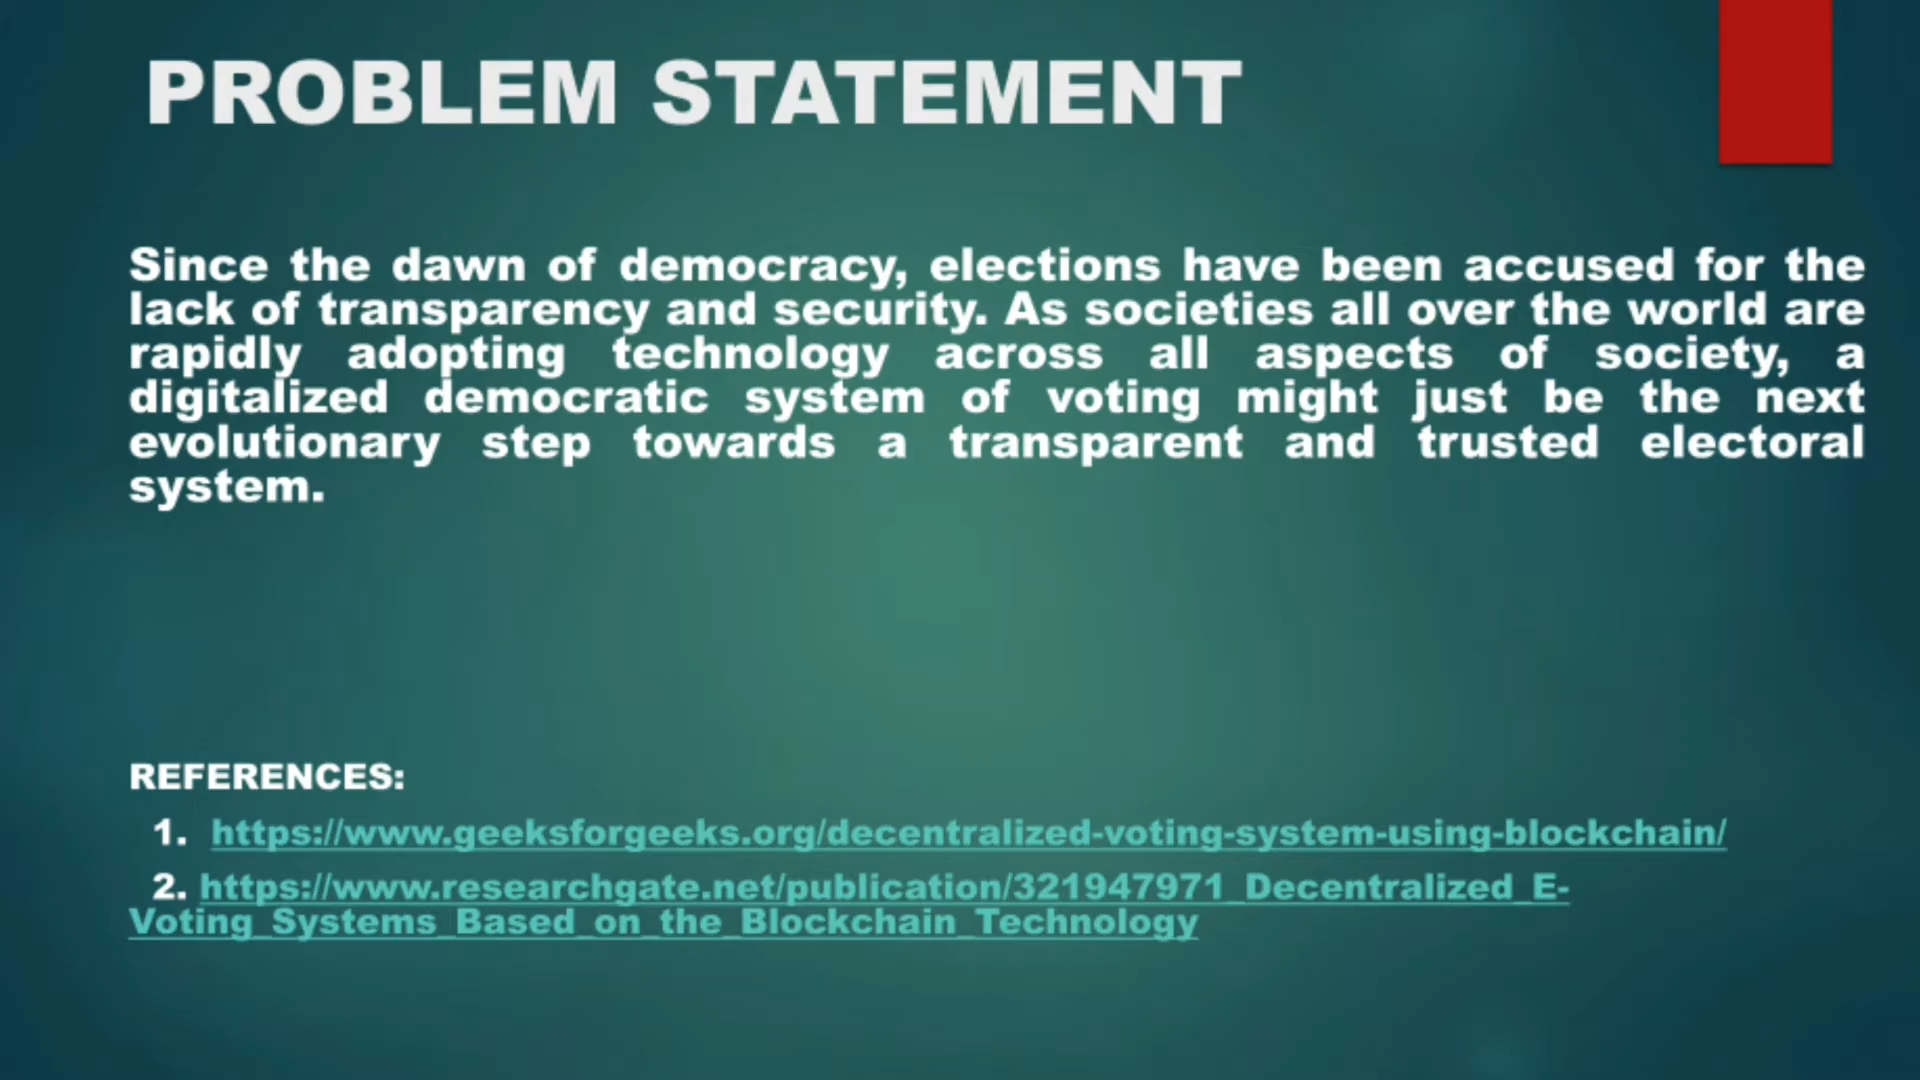 PROBLEM STATEMENT
Since the dawn of democracy, elections have been accused for the
lack of transparency and security. As societies all over the world are
rapidly adopting technology across all aspects of society, a
digitalized democratic system of voting might just be the next
evolutionary step towards a transparent and trusted electoral
system.
REFERENCES:
1. https://www.geeksforgeeks.org/decentralized-voting-system-using-blockchain/
2. https://www.researchgate.net/publication/321947971_Decentralized_E-
Voting_Systems_Based_on_the_Blockchain_Technology